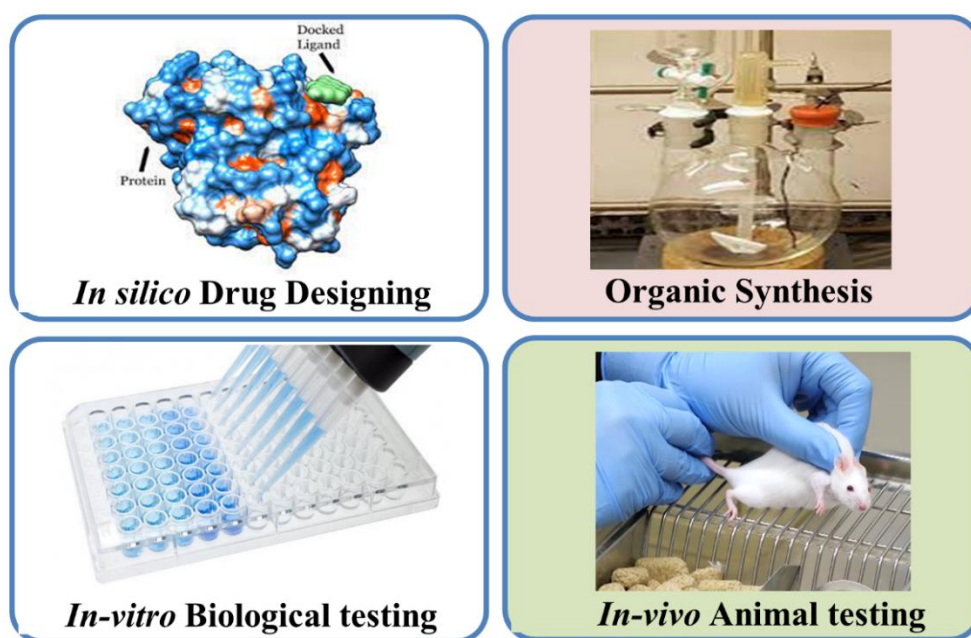 Docked
Ligand
Protein
In silico Drug Designing
Organic Synthesis
In-vitro Biological testing
In-vivo Animal testing